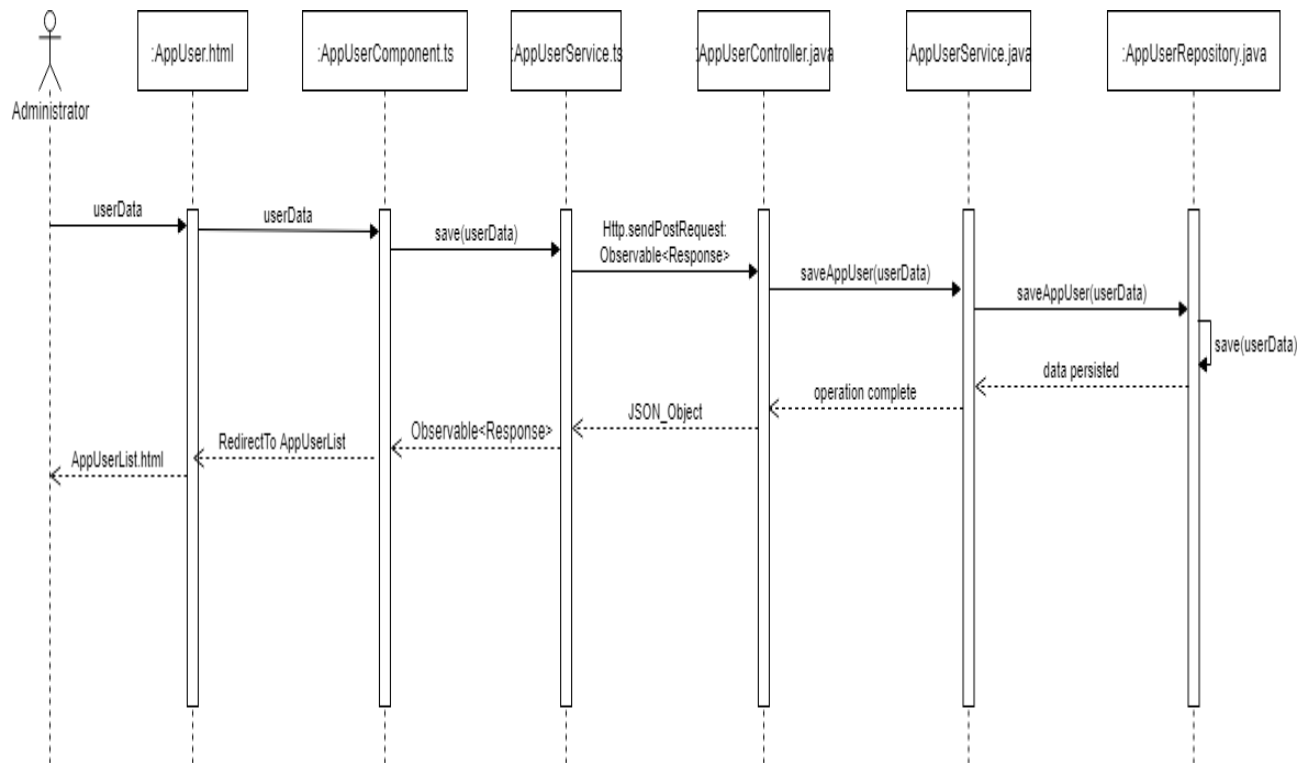 :AppUser.html
:AppUserComponent.ts
:AppUserService.ts
:AppUserController.java
:AppUserService.java
:AppUserRepository.java
Administrator
userData
userData
save(userData)
Http.sendPostRequest:
Observable<Response>
saveAppUser(userData)
saveAppUser(userData)
save(userData)
data persisted
operation complete
JSON_Object
Observable<Response>
RedirectTo AppUserList
AppUserList.html